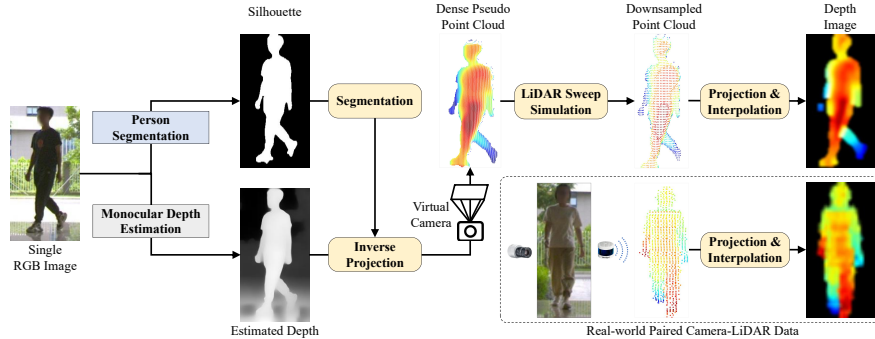 Silhouette
Dense Pseudo
Point Cloud
Downsampled
Point Cloud
Depth
Image
Person
Segmentation
Segmentation
LiDAR Sweep
Simulation
Projection &
Interpolation
Monocular Depth
Estimation
Single
RGB Image
Virtual
Camera
Inverse
Projection
Projection &
Interpolation
Estimated Depth
Real-world Paired Camera-LiDAR Data